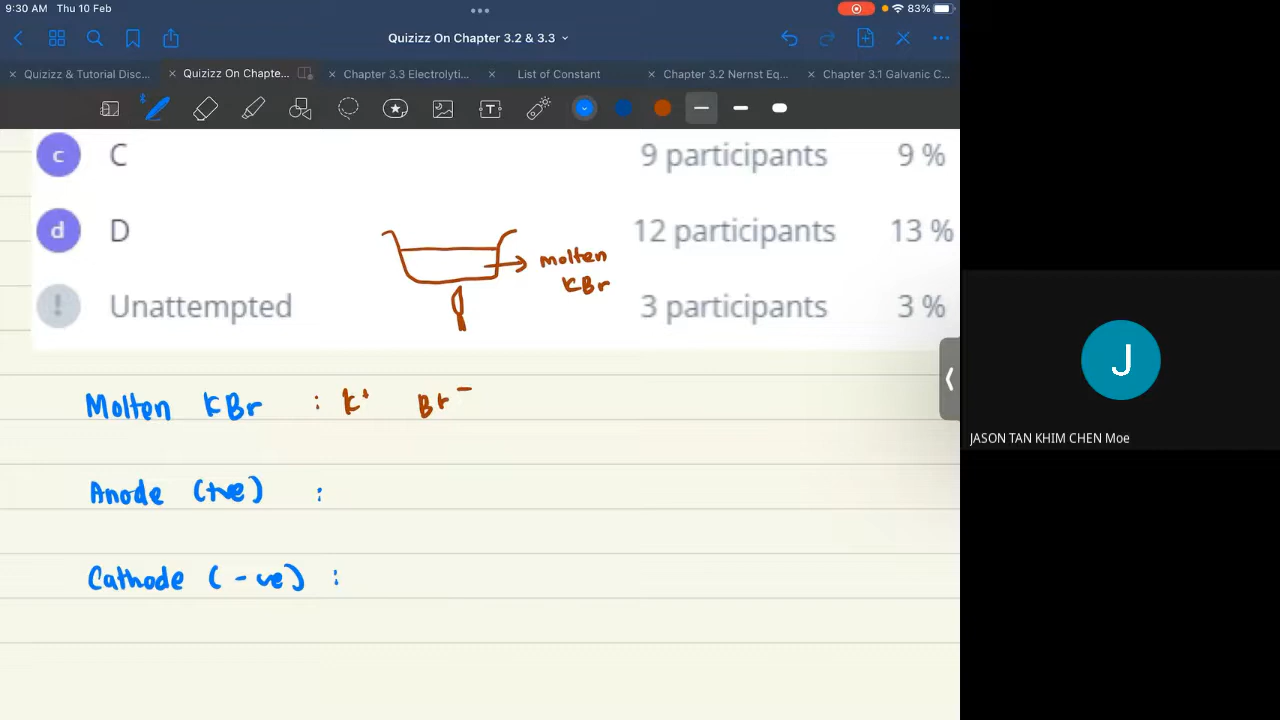 9:30 AM Thu 10 Feb
83%
Quizizz On Chapter 3.2 & 3.3
Quizizz & Tutorial Disc...
Quizizz On Chapte...
Chapter 3.3 Electrolyti...
List of Constant
Chapter 3.2 Nernst Eq...
Chapter 3.1 Galvanic C...
c C 9 participants 9 %
d D 12 participants 13 %
molten
KBr
! Unattempted 3 participants 3 %
Molten KBr : K+ Br-
Anode (+ve) :
Cathode (-ve) :
J
JASON TAN KHIM CHEN Moe